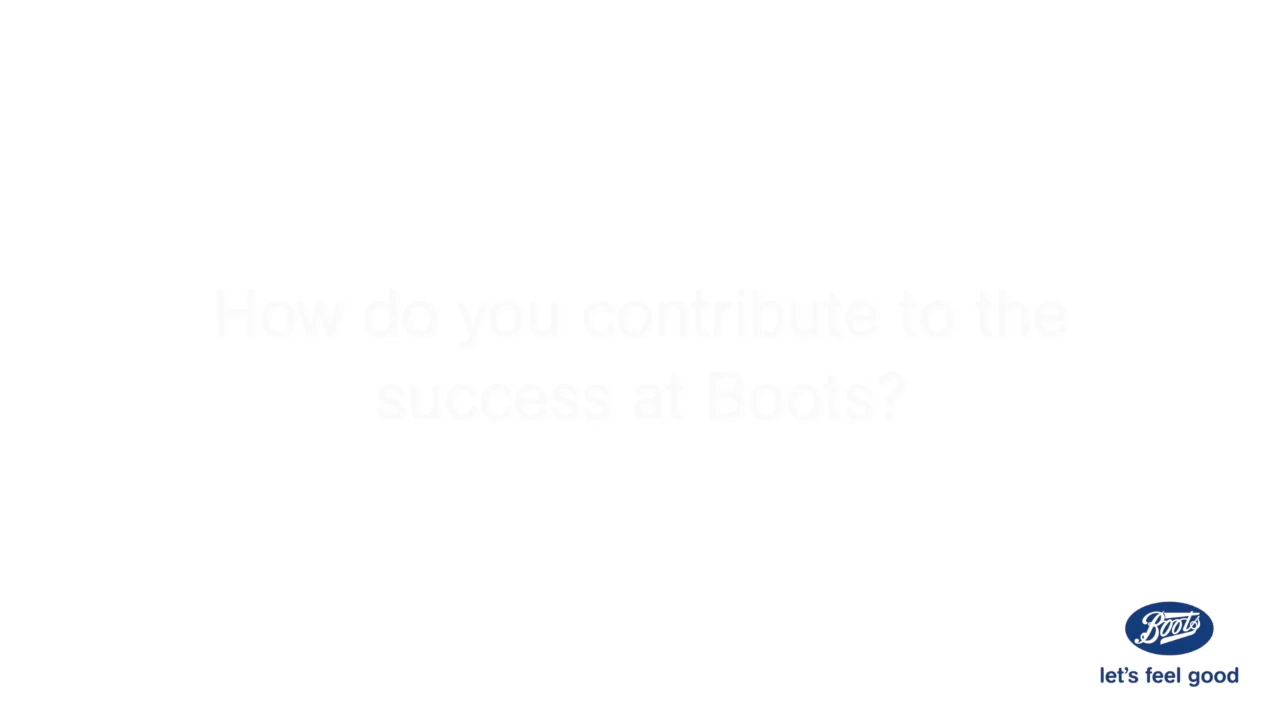 How do you contribute to the
success at Boots?
Boots
let's feel good